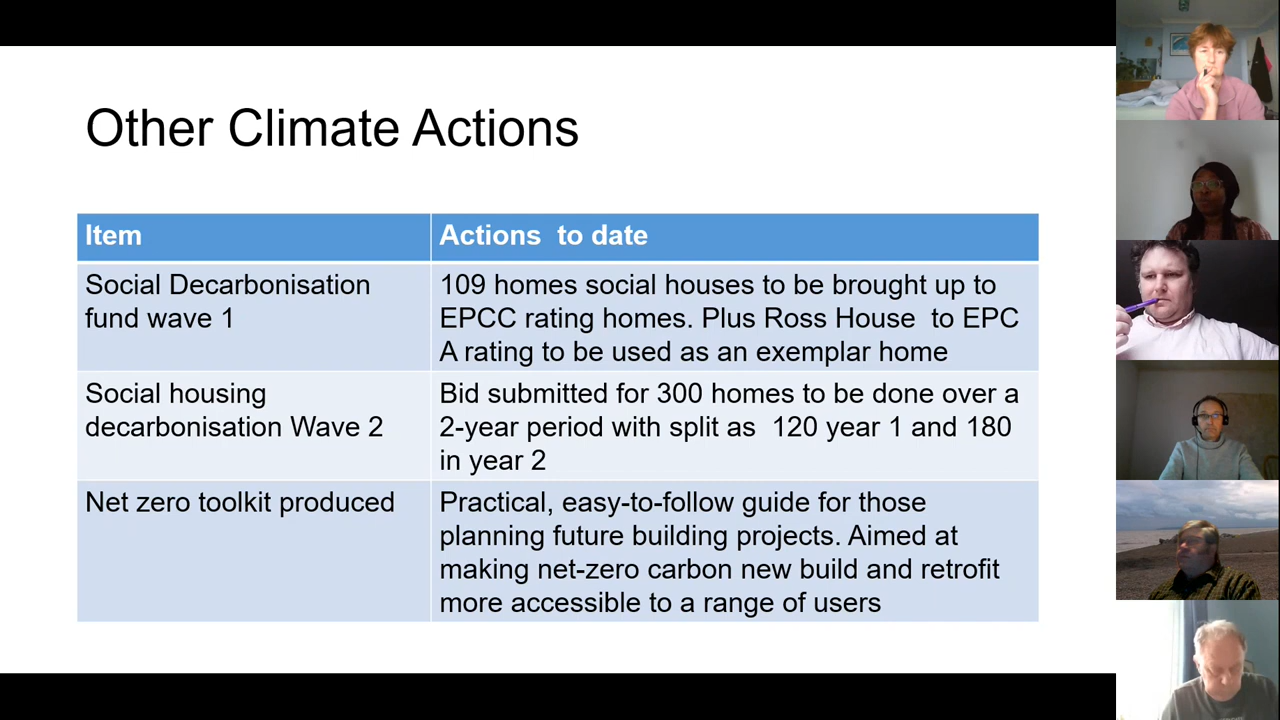 Other Climate Actions
Item
Actions to date
Social Decarbonisation
fund wave 1
109 homes social houses to be brought up to
EPCC rating homes. Plus Ross House to EPC
A rating to be used as an exemplar home
Social housing
decarbonisation Wave 2
Bid submitted for 300 homes to be done over a
2-year period with split as 120 year 1 and 180
in year 2
Net zero toolkit produced
Practical, easy-to-follow guide for those
planning future building projects. Aimed at
making net-zero carbon new build and retrofit
more accessible to a range of users